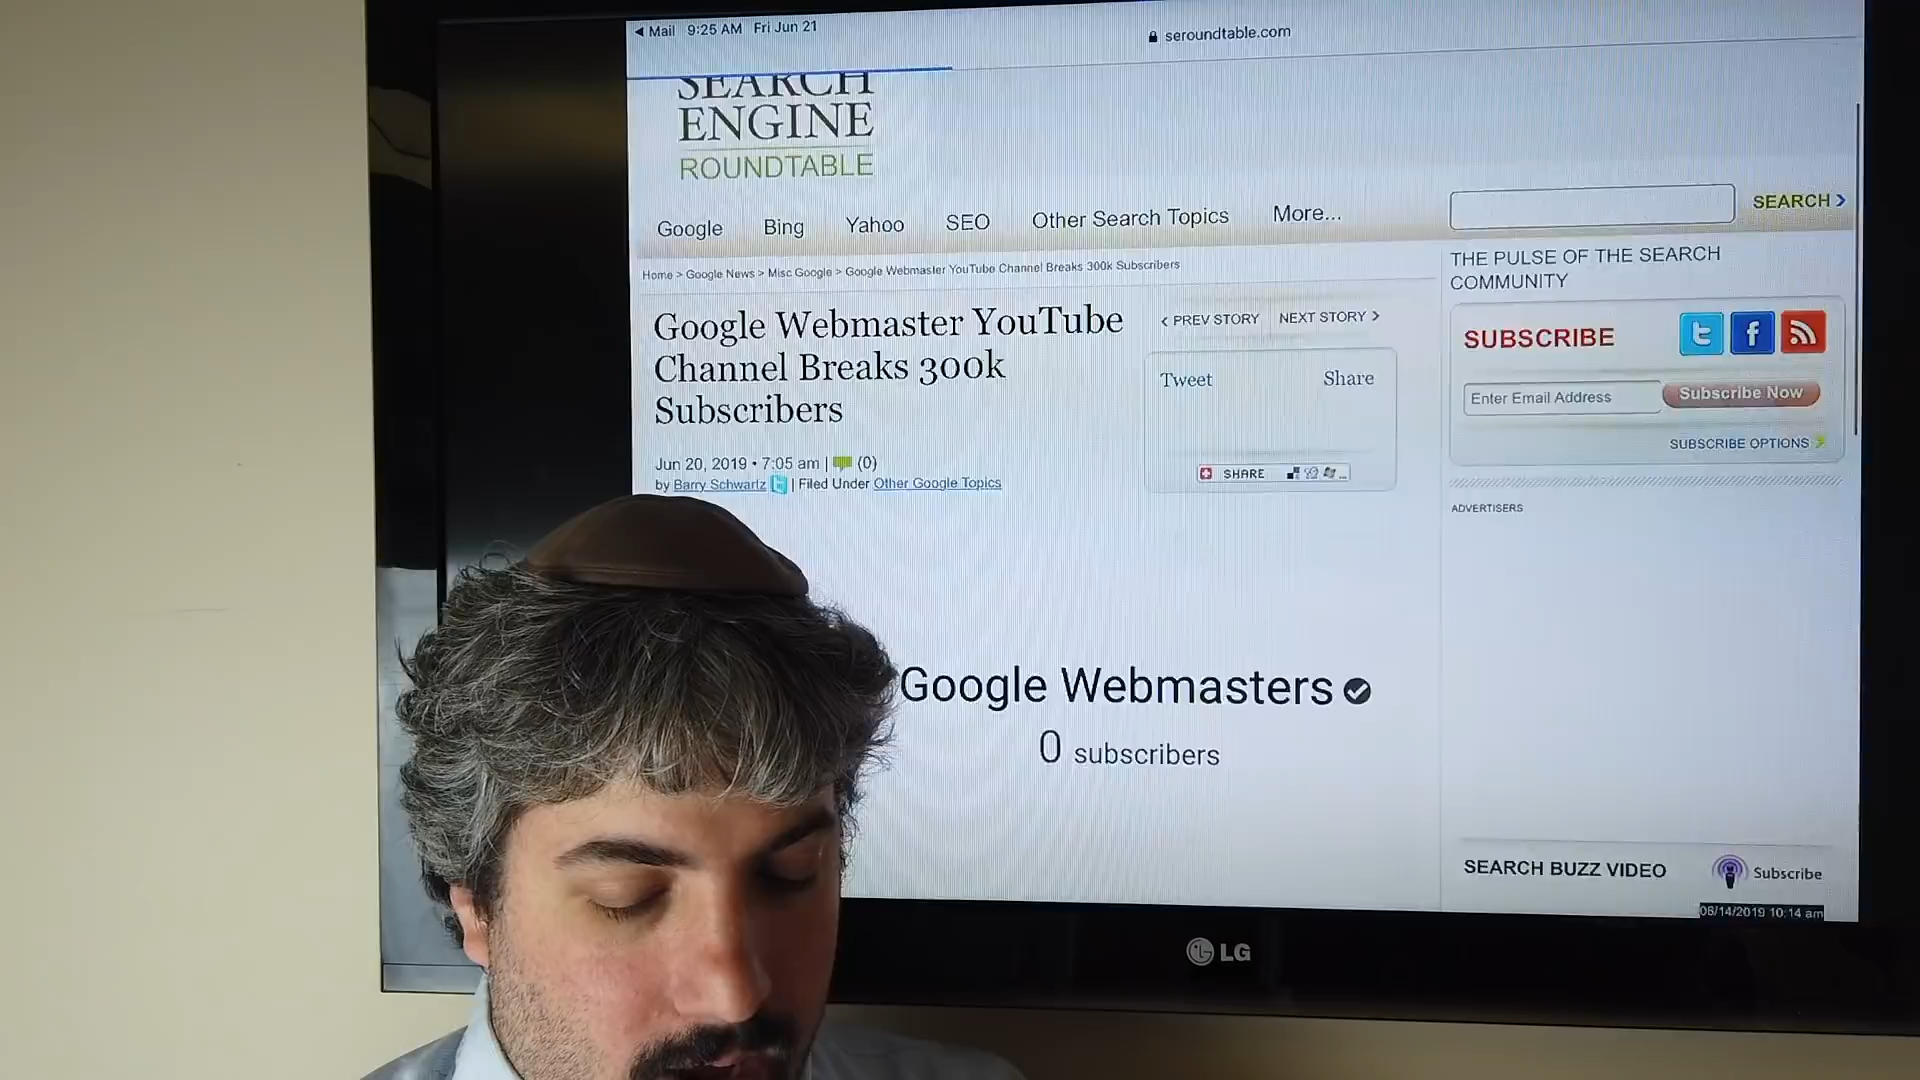 Mail 9:25 AM Fri Jun 21
seroundtable.com
SEARCH
ENGINE
ROUNDTABLE
Google Bing Yahoo SEO Other Search Topics More...
SEARCH
Home > Google News > Misc Google > Google Webmaster YouTube Channel Breaks 300k Subscribers
THE PULSE OF THE SEARCH
COMMUNITY
Google Webmaster YouTube
Channel Breaks 300k
Subscribers
PREV STORY NEXT STORY
Tweet Share
SHARE
SUBSCRIBE
Enter Email Address Subscribe Now
SUBSCRIBE OPTIONS
Jun 20, 2019 • 7:05 am | (0)
by Barry Schwartz | Filed Under Other Google Topics
ADVERTISERS
Google Webmasters
0 subscribers
SEARCH BUZZ VIDEO Subscribe
06/14/2019 10:14 am
LG